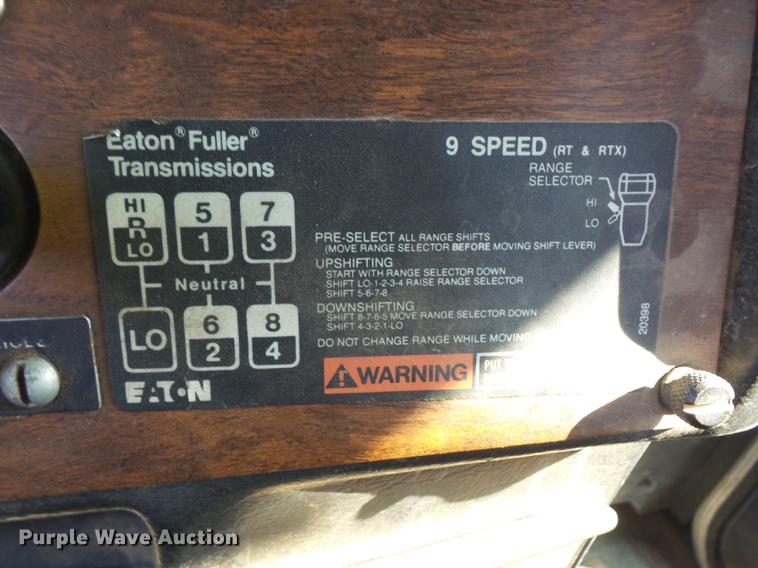 Eaton® Fuller®
Transmissions
9 SPEED (RT & RTX)
RANGE
SELECTOR
HI
LO
HI
R
LO
5
1
7
3
Neutral
LO
6
2
8
4
EATON
PRE-SELECT ALL RANGE SHIFTS
(MOVE RANGE SELECTOR BEFORE MOVING SHIFT LEVER)
UPSHIFTING
START WITH RANGE SELECTOR DOWN
SHIFT LO-1-2-3-4 RAISE RANGE SELECTOR
SHIFT 5-6-7-8
DOWNSHIFTING
SHIFT 8-7-6-5 MOVE RANGE SELECTOR DOWN
SHIFT 4-3-2-1-LO
DO NOT CHANGE RANGE WHILE MOVING
WARNING
PUT
20398
Purple Wave Auction